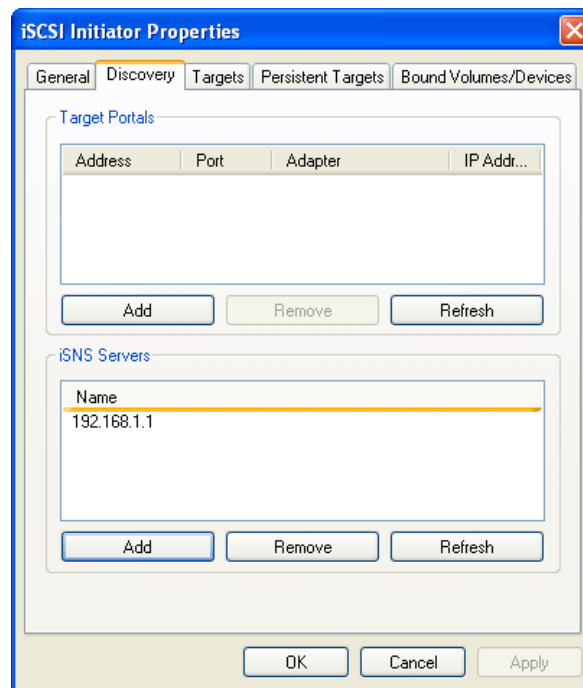 iSCSI Initiator Properties
General Discovery Targets Persistent Targets Bound Volumes/Devices
Target Portals
Address Port Adapter IP Addr...
Add Remove Refresh
iSNS Servers
Name
192.168.1.1
Add Remove Refresh
OK Cancel Apply